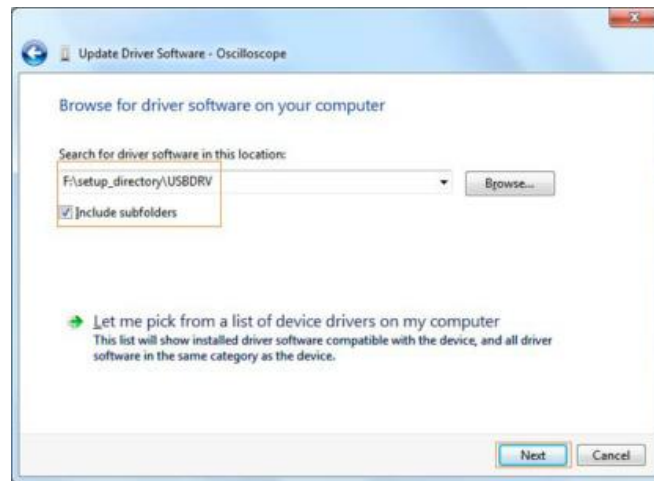 Update Driver Software - Oscilloscope
Browse for driver software on your computer
Search for driver software in this location:
F:\setup_directory\USBDRV
Browse...
Include subfolders
Let me pick from a list of device drivers on my computer
This list will show installed driver software compatible with the device, and all driver
software in the same category as the device.
Next
Cancel